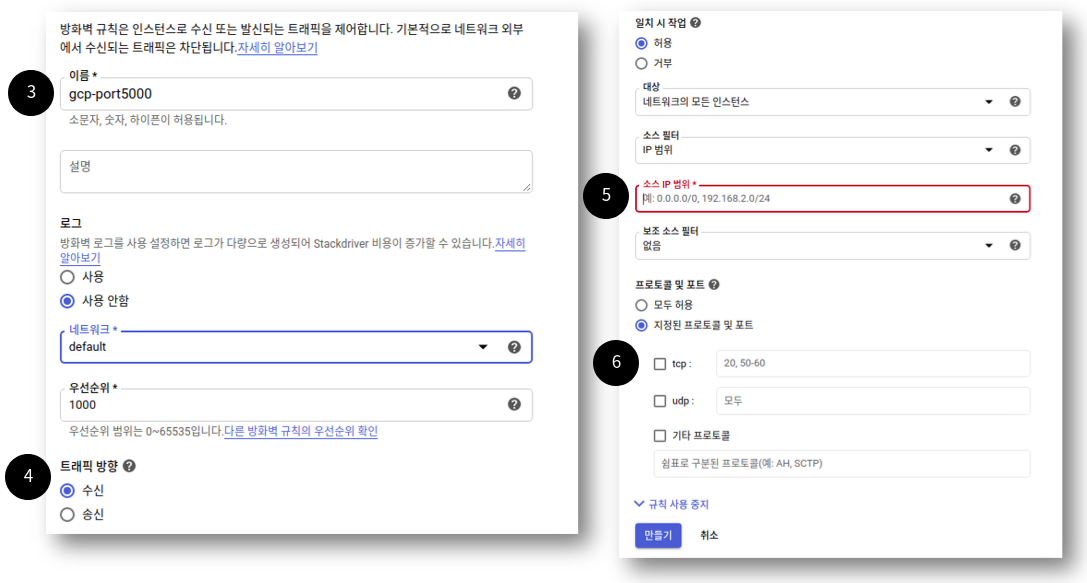 방화벽 규칙은 인스턴스로 수신 또는 발신되는 트래픽을 제어합니다. 기본적으로 네트워크 외부
에서 수신되는 트래픽은 차단됩니다.자세히 알아보기
3
이름 *
gcp-port5000
소문자, 숫자, 하이픈이 허용됩니다.
설명
로그
방화벽 로그를 사용 설정하면 로그가 다량으로 생성되어 Stackdriver 비용이 증가할 수 있습니다.자세히
알아보기
사용
사용 안함
네트워크 *
default
우선순위 *
1000
우선순위 범위는 0~65535입니다.다른 방화벽 규칙의 우선순위 확인
4
트래픽 방향
수신
송신
일치 시 작업
허용
거부
대상
네트워크의 모든 인스턴스
소스 필터
IP 범위
5
소스 IP 범위 *
예: 0.0.0.0/0, 192.168.2.0/24
보조 소스 필터
없음
프로토콜 및 포트
모두 허용
지정된 프로토콜 및 포트
6
tcp : 20, 50-60
udp : 모두
기타 프로토콜
쉼표로 구분된 프로토콜(예: AH, SCTP)
규칙 사용 중지
만들기 취소